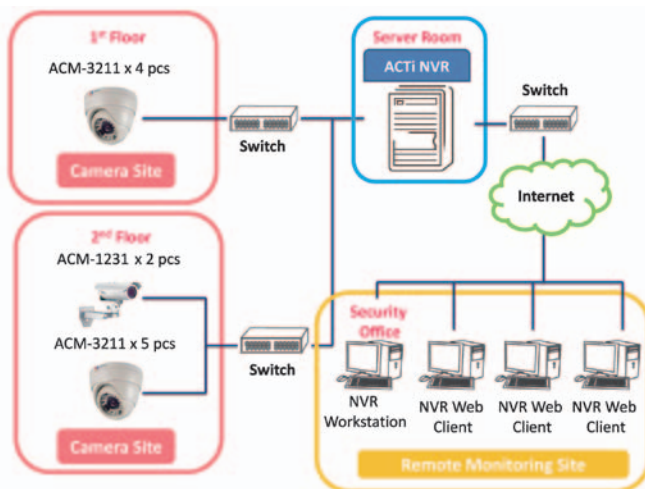 1st Floor
ACM-3211 x 4 pcs
Camera Site
Switch
Server Room
ACTi NVR
Switch
Internet
2nd Floor
ACM-1231 x 2 pcs
ACM-3211 x 5 pcs
Camera Site
Switch
Security
Office
NVR
Workstation
NVR Web
Client
NVR Web
Client
NVR Web
Client
Remote Monitoring Site